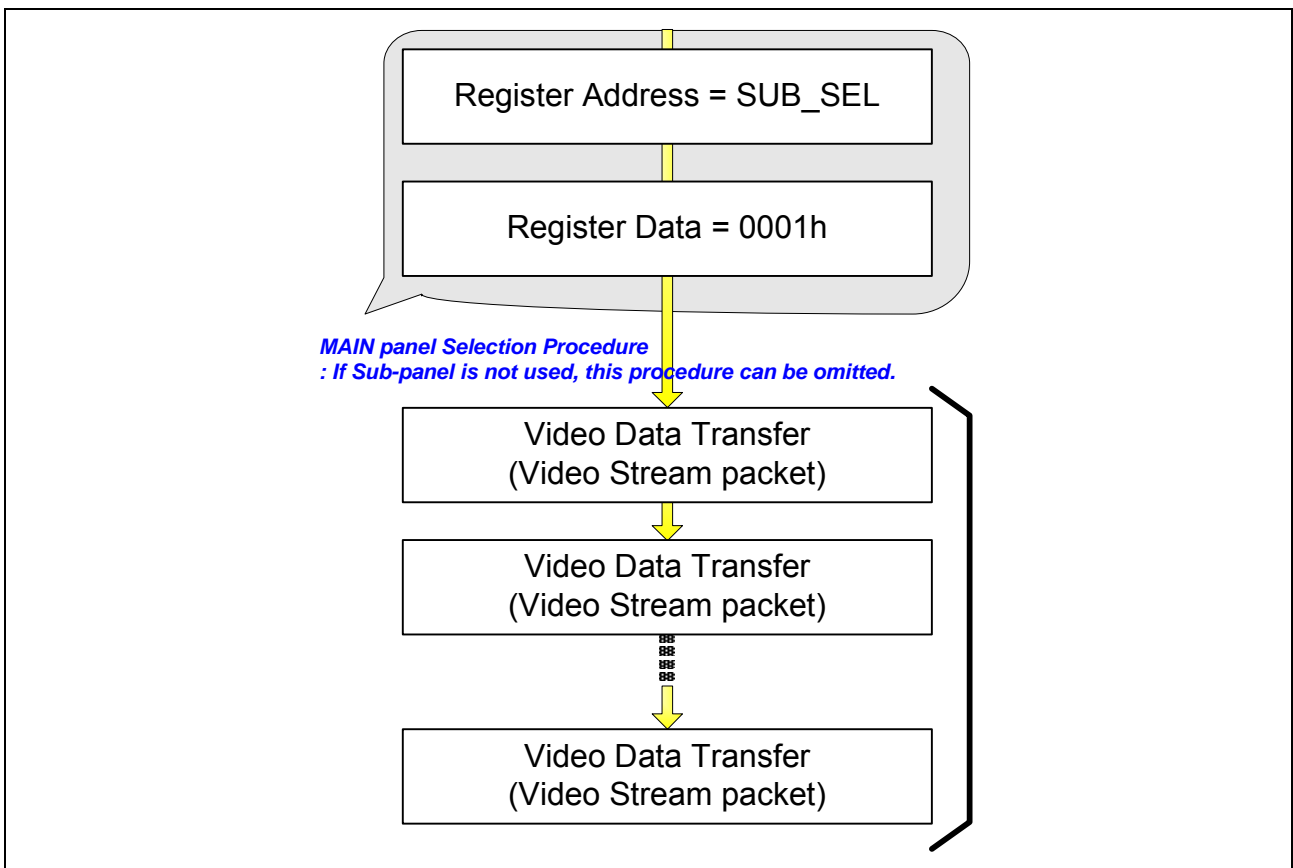 Register Address = SUB_SEL
Register Data = 0001h
MAIN panel Selection Procedure
: If Sub-panel is not used, this procedure can be omitted.
Video Data Transfer
(Video Stream packet)
Video Data Transfer
(Video Stream packet)
Video Data Transfer
(Video Stream packet)